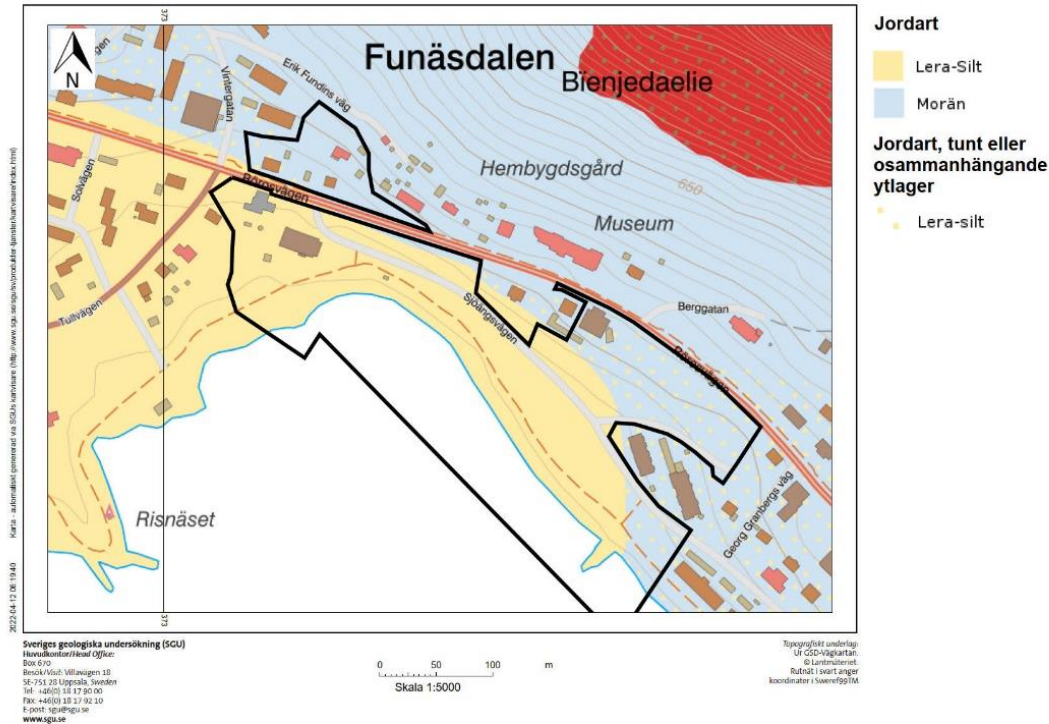 373
N
Funäsdalen
Bïenjedaelie
Vintergatan
Erik Fundins väg
Hembygdsgård
650
Museum
Rörosvägen
Solvägen
Tullvägen
Sjöängsvägen
Berggatan
Rörosvägen
Georg Granbergs väg
Risnäset
373
2022-04-12 06:19:40
Jordart
Lera-Silt
Morän
Jordart, tunt eller
osammanhängande
ytlager
Lera-silt
Sveriges geologiska undersökning (SGU)
Huvudkontor/Head Office:
Box 670
Besök/Visit: Villavägen 18
SE-751 28 Uppsala, Sweden
Tel: +46(0) 18 17 90 00
Fax: +46(0) 18 17 92 10
E-post: sgu@sgu.se
www.sgu.se
0 50 100 m
Skala 1:5000
Topografiskt underlag:
Ur GSD-Vägkartan.
© Lantmäteriet.
Rutnät i svart anger
koordinater i Sweref99TM